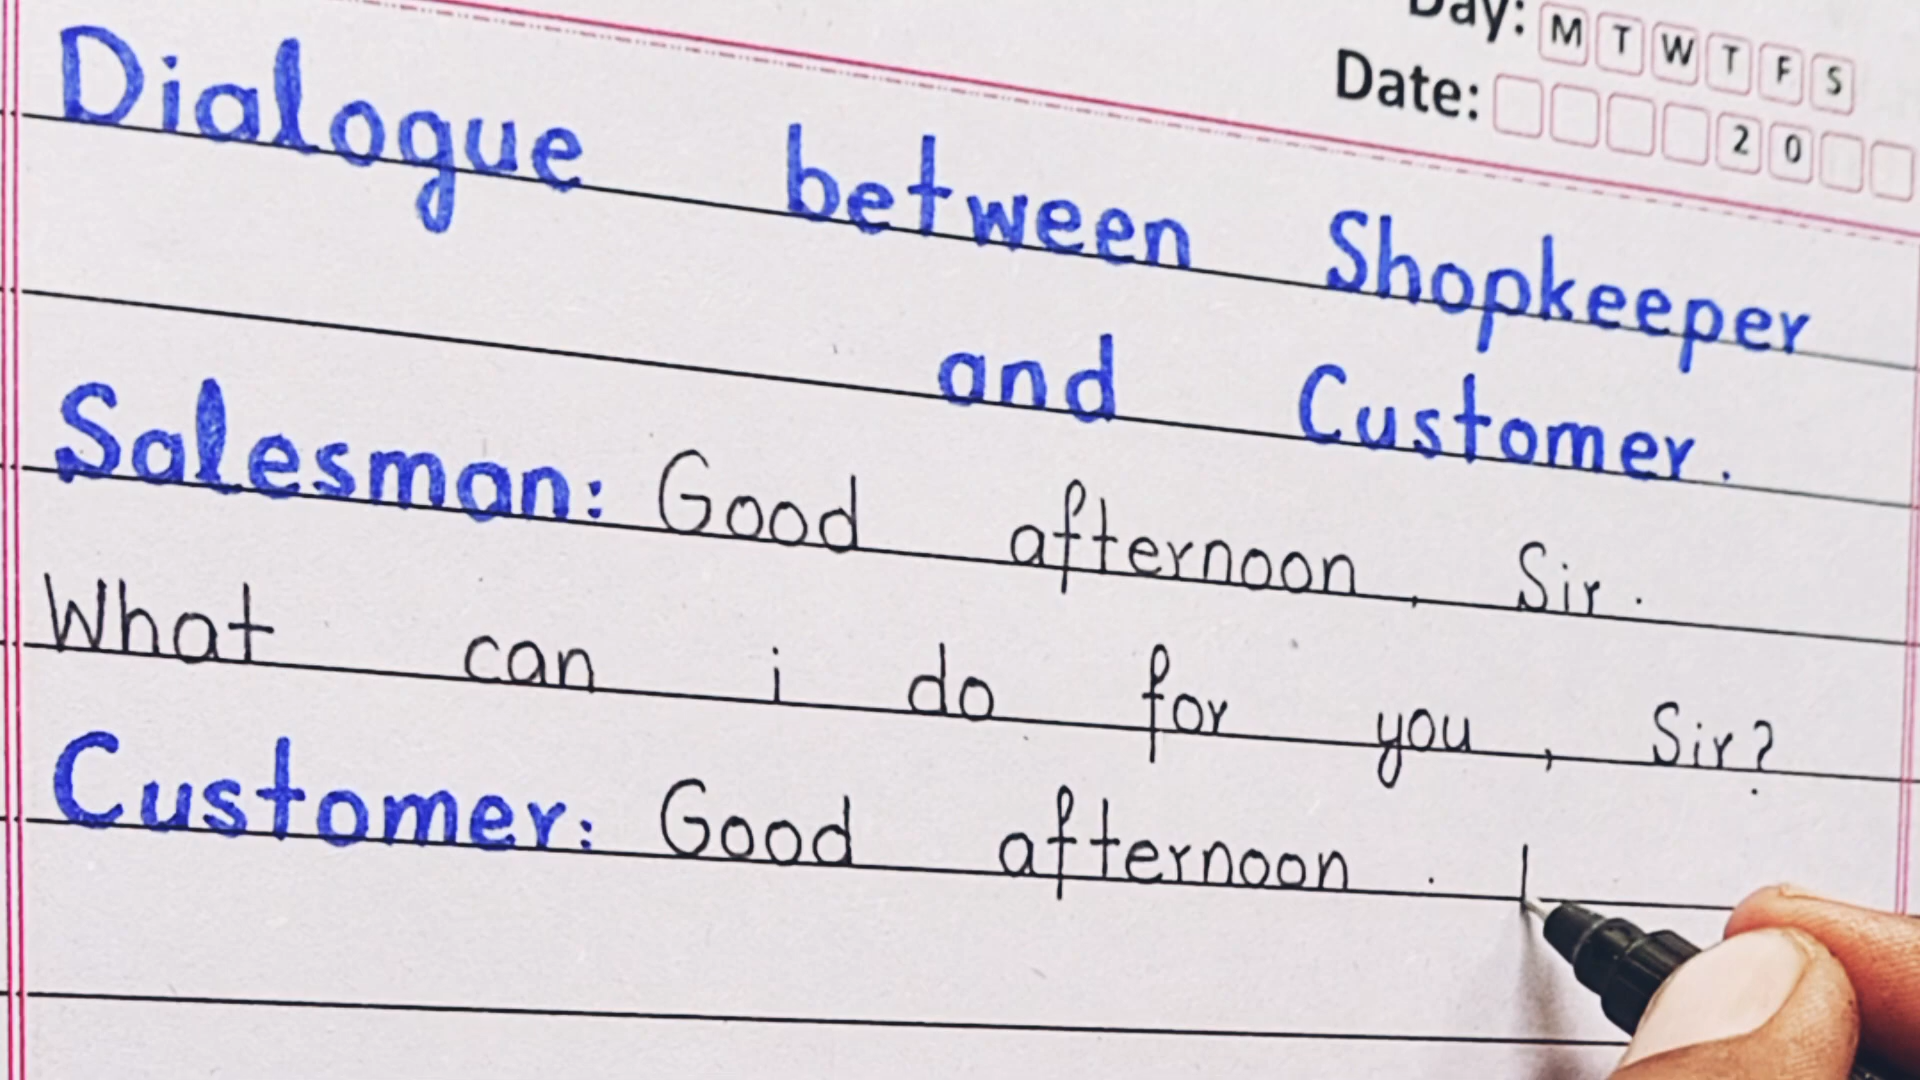 Day: M T W T F S
Date: 2 0
Dialogue between Shopkeeper
and Customer.
Salesman: Good afternoon, Sir.
What can i do for you, Sir?
Customer: Good afternoon. I